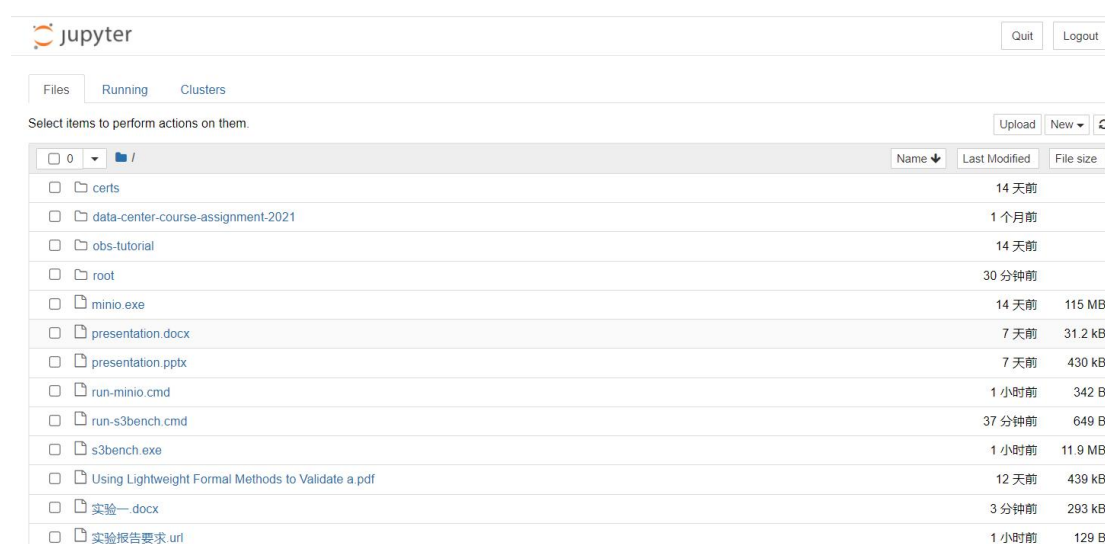 jupyter Quit Logout
Files Running Clusters
Select items to perform actions on them. Upload New
0 / Name Last Modified File size
certs 14 天前
data-center-course-assignment-2021 1 个月前
obs-tutorial 14 天前
root 30 分钟前
minio.exe 14 天前 115 MB
presentation.docx 7 天前 31.2 kB
presentation.pptx 7 天前 430 kB
run-minio.cmd 1 小时前 342 B
run-s3bench.cmd 37 分钟前 649 B
s3bench.exe 1 小时前 11.9 MB
Using Lightweight Formal Methods to Validate a.pdf 12 天前 439 kB
实验一.docx 3 分钟前 293 kB
实验报告要求.url 1 小时前 129 B